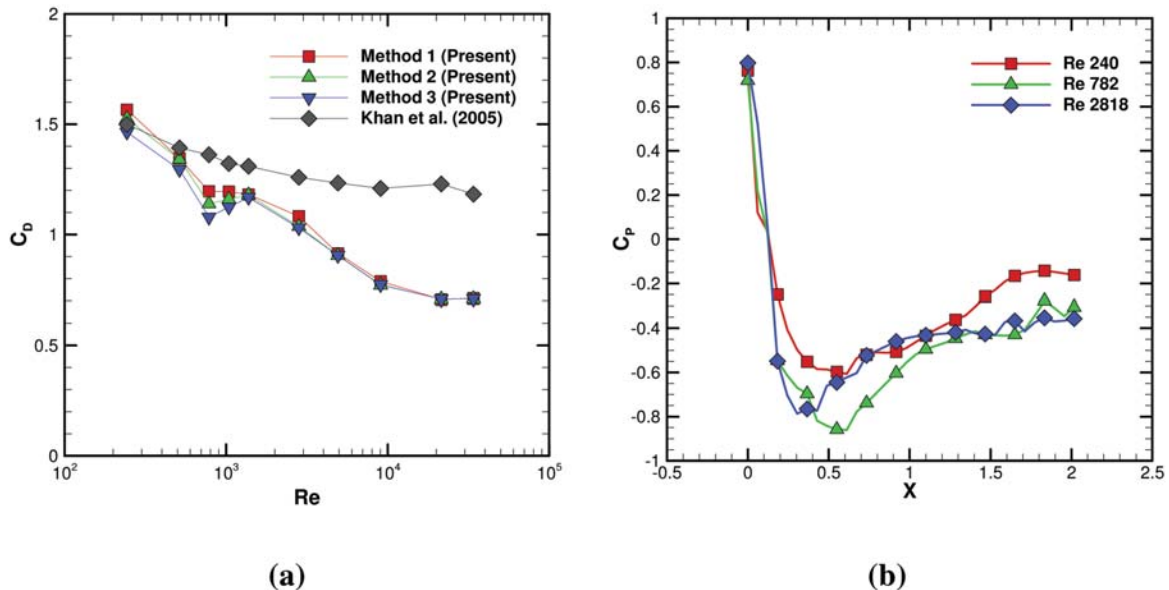 2
1.5
1
0.5
0
10^2
10^3
10^4
10^5
C_D
Re
Method 1 (Present)
Method 2 (Present)
Method 3 (Present)
Khan et al. (2005)
(a)
1
0.8
0.6
0.4
0.2
0
-0.2
-0.4
-0.6
-0.8
-1
-0.5
0
0.5
1
1.5
2
2.5
C_P
X
Re 240
Re 782
Re 2818
(b)